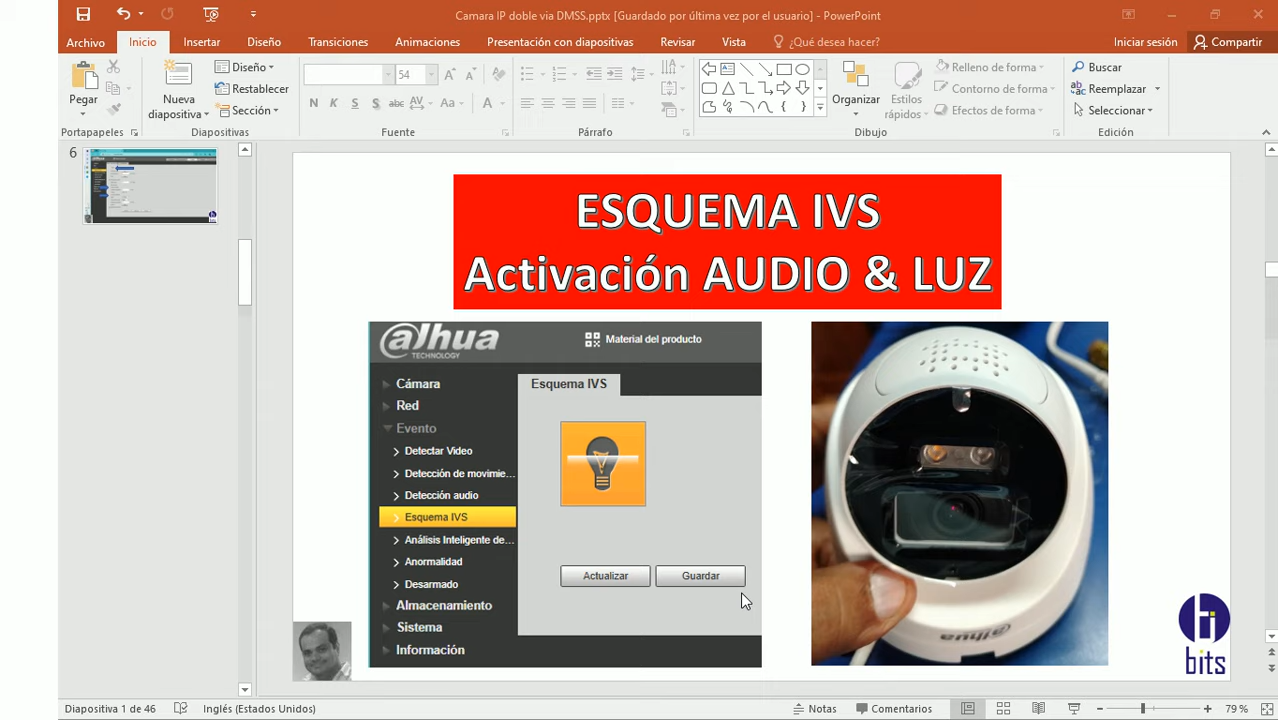 Camara IP doble via DMSS.pptx [Guardado por última vez por el usuario] - PowerPoint
Archivo Inicio Insertar Diseño Transiciones Animaciones Presentación con diapositivas Revisar Vista ¿Qué desea hacer? Iniciar sesión Compartir
Pegar
Nueva diapositiva
Diseño
Restablecer
Sección
54
N K S S abc AV Aa A
Organizar
Estilos rápidos
Relleno de forma
Contorno de forma
Efectos de forma
Buscar
Reemplazar
Seleccionar
Portapapeles Diapositivas Fuente Párrafo Dibujo Edición
6
ESQUEMA IVS
Activación AUDIO & LUZ
alhua
TECHNOLOGY
Material del producto
Cámara
Red
Evento
Detectar Video
Detección de movimie...
Detección audio
Esquema IVS
Análisis Inteligente de...
Anormalidad
Desarmado
Almacenamiento
Sistema
Información
Esquema IVS
Actualizar Guardar
alhua
hi
bits
Diapositiva 1 de 46 Inglés (Estados Unidos) Notas Comentarios 79 %